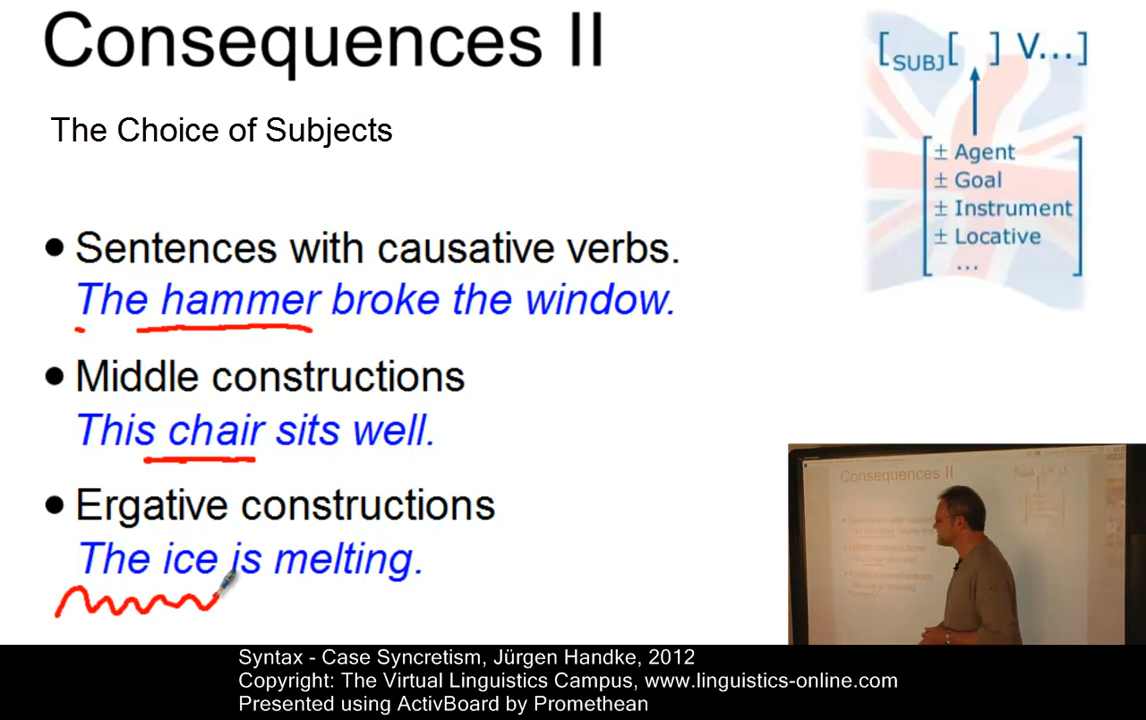 Consequences II
[SUBJ[ ] V...]
The Choice of Subjects
± Agent
± Goal
± Instrument
± Locative
...
• Sentences with causative verbs.
The hammer broke the window.
• Middle constructions
This chair sits well.
• Ergative constructions
The ice is melting.
Consequences II
Syntax - Case Syncretism, Jürgen Handke, 2012
Copyright: The Virtual Linguistics Campus, www.linguistics-online.com
Presented using ActivBoard by Promethean